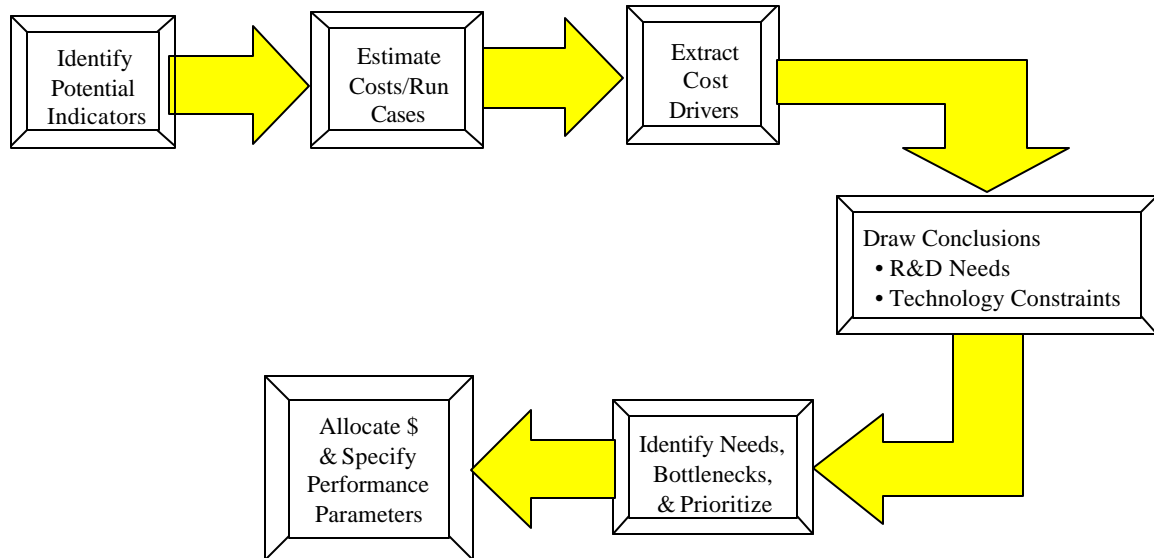 Identify
Potential
Indicators
Estimate
Costs/Run
Cases
Extract
Cost
Drivers
Draw Conclusions
• R&D Needs
• Technology Constraints
Identify Needs,
Bottlenecks,
& Prioritize
Allocate $
& Specify
Performance
Parameters